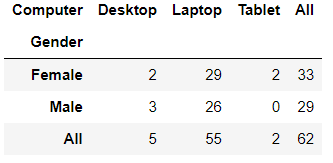 Computer Desktop Laptop Tablet All
Gender
Female 2 29 2 33
Male 3 26 0 29
All 5 55 2 62